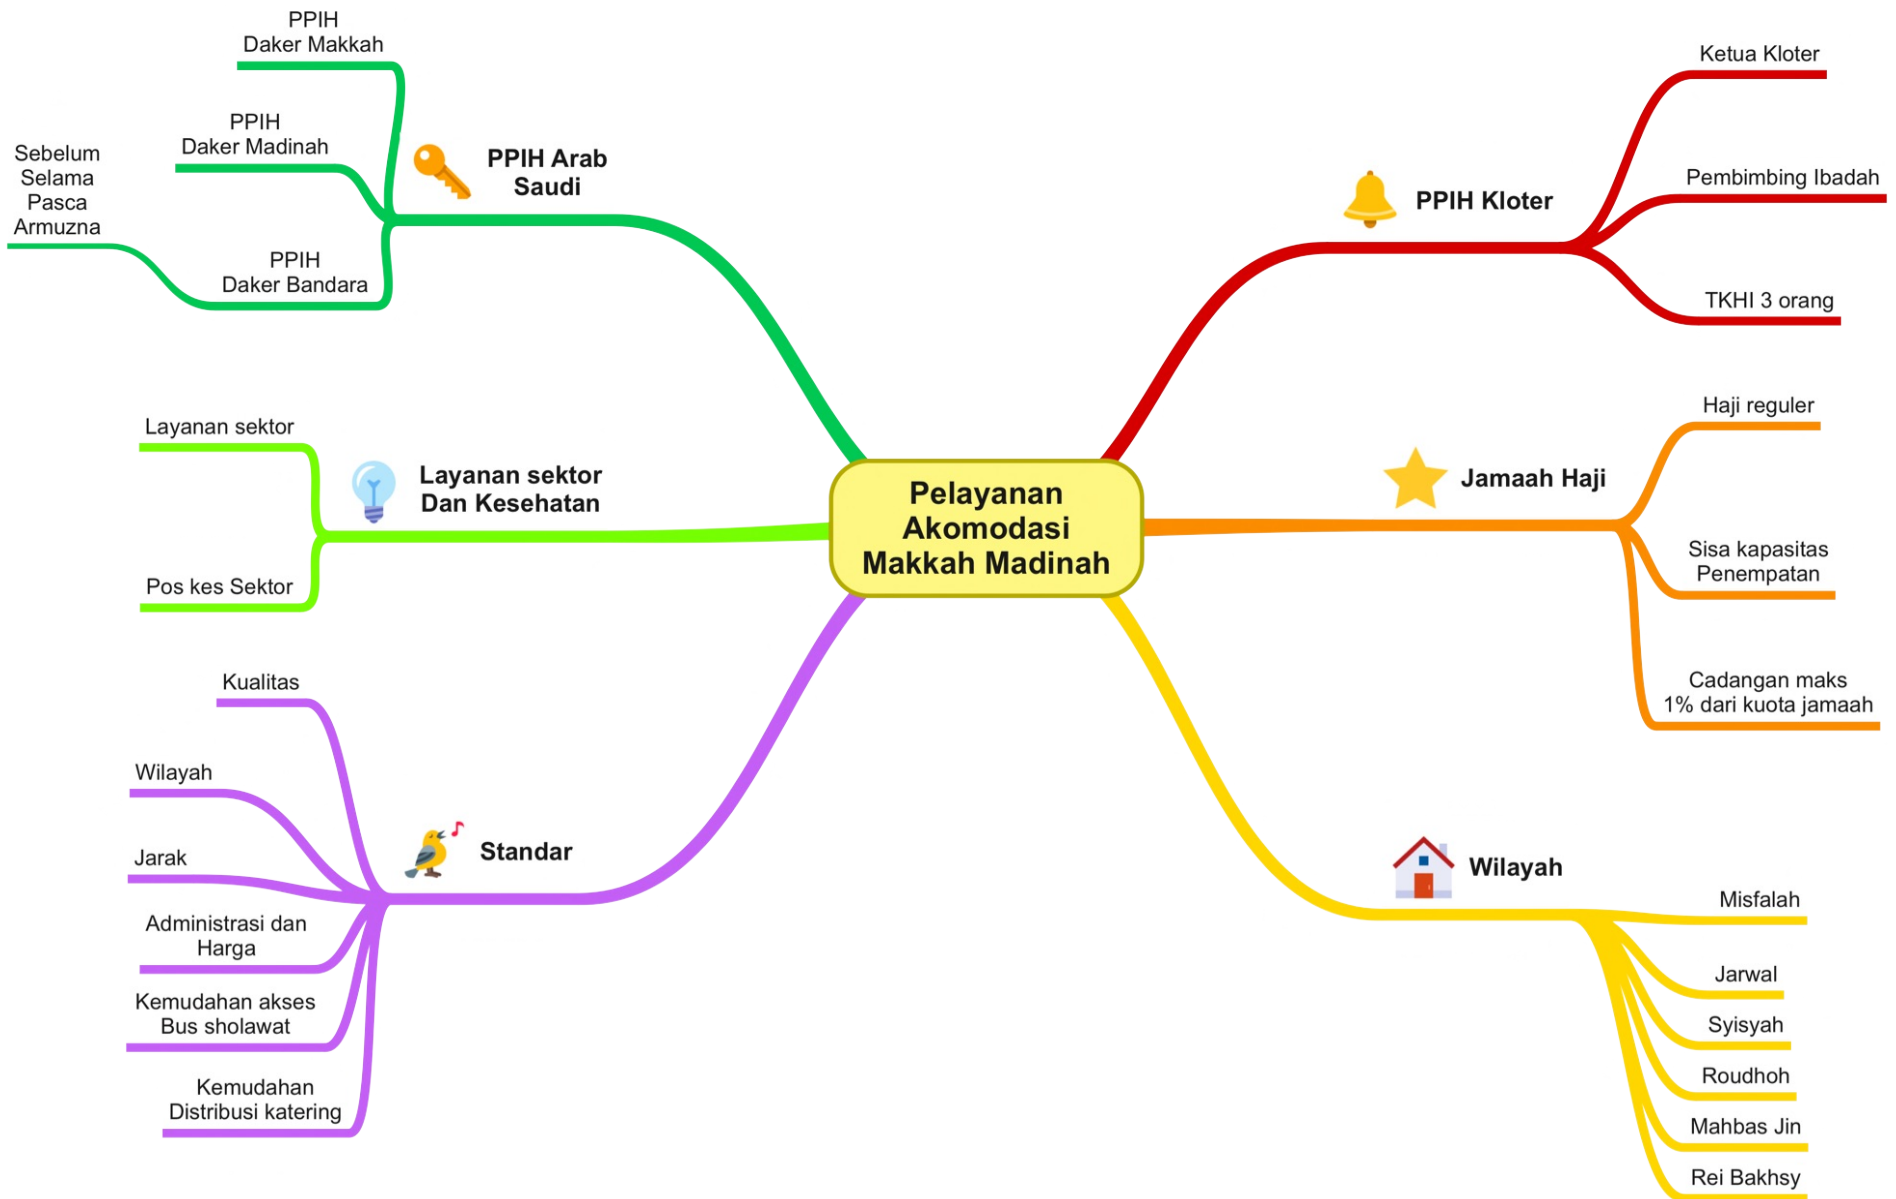 PPIH
Daker Makkah
PPIH
Daker Madinah
Sebelum
Selama
Pasca
Armuzna
PPIH
Daker Bandara
PPIH Arab
Saudi
Layanan sektor
Pos kes Sektor
Layanan sektor
Dan Kesehatan
Kualitas
Wilayah
Jarak
Administrasi dan
Harga
Kemudahan akses
Bus sholawat
Kemudahan
Distribusi katering
Standar
Pelayanan
Akomodasi
Makkah Madinah
PPIH Kloter
Ketua Kloter
Pembimbing Ibadah
TKHI 3 orang
Jamaah Haji
Haji reguler
Sisa kapasitas
Penempatan
Cadangan maks
1% dari kuota jamaah
Wilayah
Misfalah
Jarwal
Syisyah
Roudhoh
Mahbas Jin
Rei Bakhsy